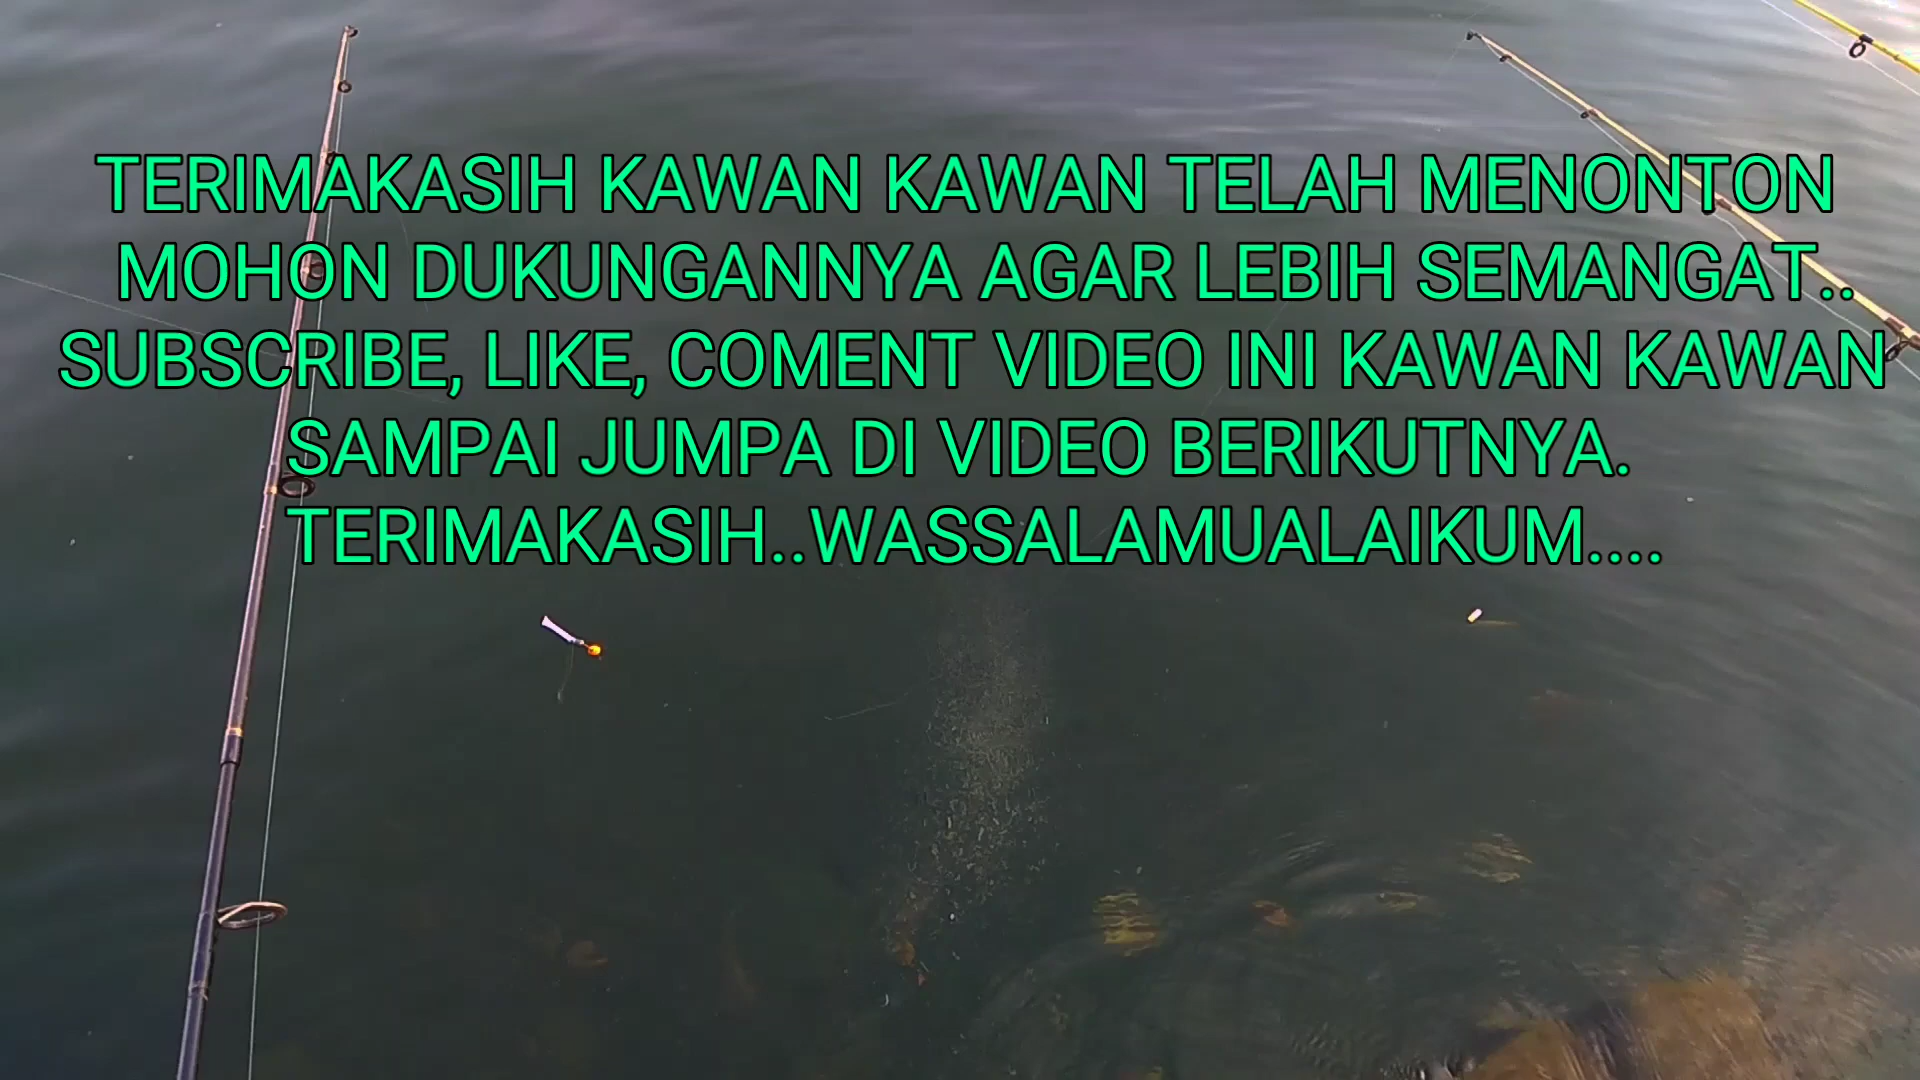 TERIMAKASIH KAWAN KAWAN TELAH MENONTON
MOHON DUKUNGANNYA AGAR LEBIH SEMANGAT..
SUBSCRIBE, LIKE, COMENT VIDEO INI KAWAN KAWAN
SAMPAI JUMPA DI VIDEO BERIKUTNYA.
TERIMAKASIH..WASSALAMUALAIKUM....